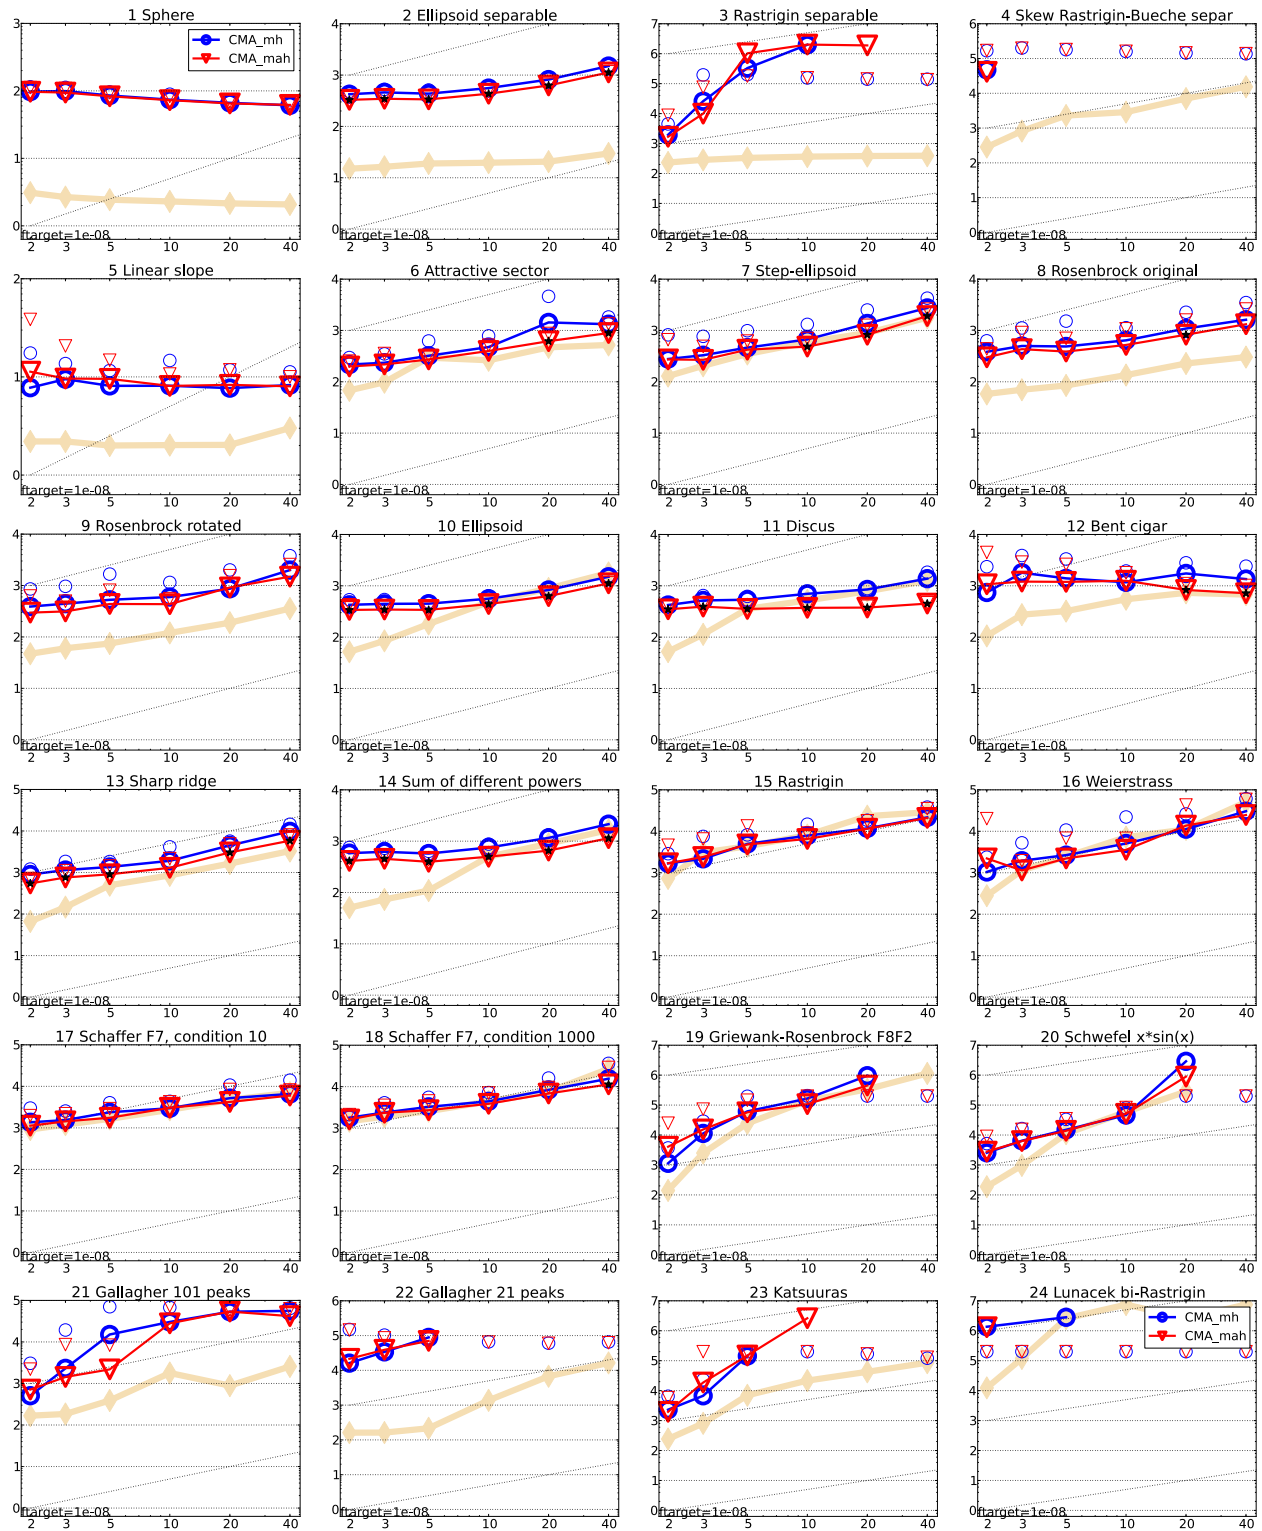 1 Sphere
3
2
1
0
CMA_mh
CMA_mah
ftarget=1e-08
2 3 5 10 20 40
2 Ellipsoid separable
4
3
2
1
0
ftarget=1e-08
2 3 5 10 20 40
3 Rastrigin separable
7
6
5
4
3
2
1
0
ftarget=1e-08
2 3 5 10 20 40
4 Skew Rastrigin-Bueche separ
6
5
4
3
2
1
0
ftarget=1e-08
2 3 5 10 20 40
5 Linear slope
2
1
0
ftarget=1e-08
2 3 5 10 20 40
6 Attractive sector
4
3
2
1
0
ftarget=1e-08
2 3 5 10 20 40
7 Step-ellipsoid
4
3
2
1
0
ftarget=1e-08
2 3 5 10 20 40
8 Rosenbrock original
4
3
2
1
0
ftarget=1e-08
2 3 5 10 20 40
9 Rosenbrock rotated
4
3
2
1
0
ftarget=1e-08
2 3 5 10 20 40
10 Ellipsoid
4
3
2
1
0
ftarget=1e-08
2 3 5 10 20 40
11 Discus
4
3
2
1
0
ftarget=1e-08
2 3 5 10 20 40
12 Bent cigar
4
3
2
1
0
ftarget=1e-08
2 3 5 10 20 40
13 Sharp ridge
5
4
3
2
1
0
ftarget=1e-08
2 3 5 10 20 40
14 Sum of different powers
4
3
2
1
0
ftarget=1e-08
2 3 5 10 20 40
15 Rastrigin
5
4
3
2
1
0
ftarget=1e-08
2 3 5 10 20 40
16 Weierstrass
5
4
3
2
1
0
ftarget=1e-08
2 3 5 10 20 40
17 Schaffer F7, condition 10
5
4
3
2
1
0
ftarget=1e-08
2 3 5 10 20 40
18 Schaffer F7, condition 1000
5
4
3
2
1
0
ftarget=1e-08
2 3 5 10 20 40
19 Griewank-Rosenbrock F8F2
7
6
5
4
3
2
1
0
ftarget=1e-08
2 3 5 10 20 40
20 Schwefel x*sin(x)
7
6
5
4
3
2
1
0
ftarget=1e-08
2 3 5 10 20 40
21 Gallagher 101 peaks
5
4
3
2
1
0
ftarget=1e-08
2 3 5 10 20 40
22 Gallagher 21 peaks
6
5
4
3
2
1
0
ftarget=1e-08
2 3 5 10 20 40
23 Katsuuras
7
6
5
4
3
2
1
0
ftarget=1e-08
2 3 5 10 20 40
24 Lunacek bi-Rastrigin
7
6
5
4
3
2
1
0
CMA_mh
CMA_mah
ftarget=1e-08
2 3 5 10 20 40